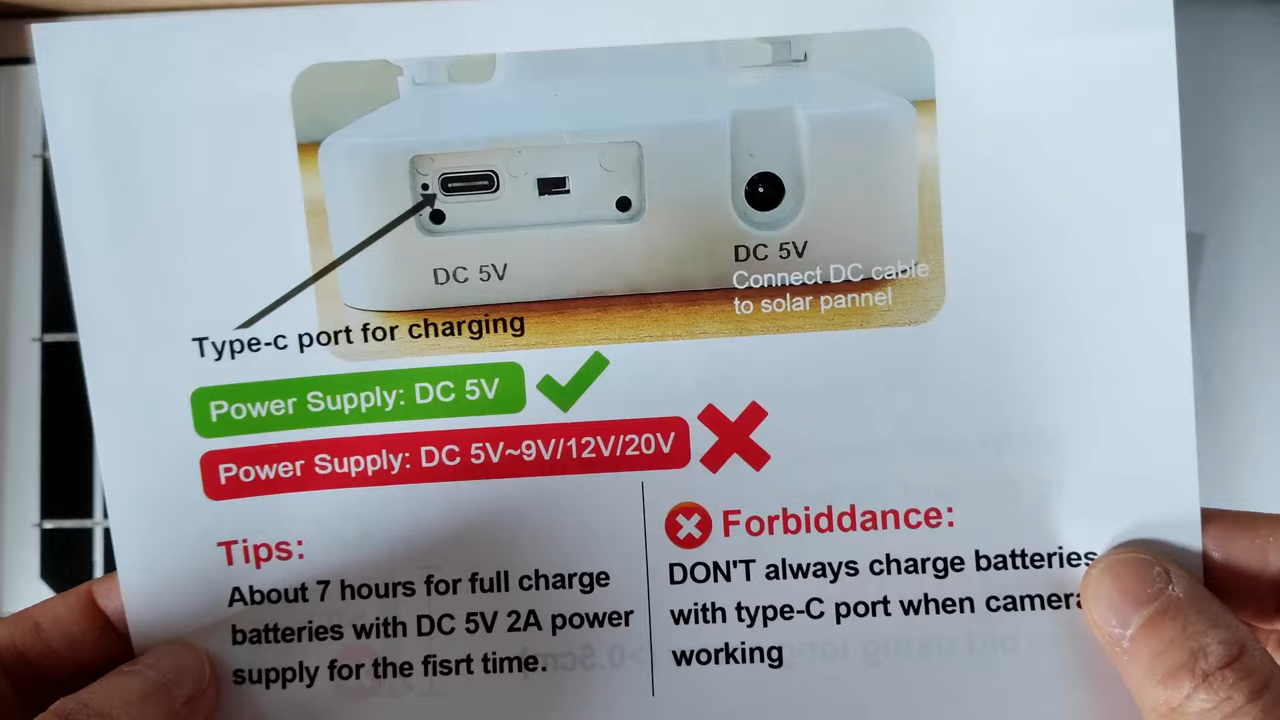 DC 5V
DC 5V
Connect DC cable
to solar pannel
Type-c port for charging
Power Supply: DC 5V
Power Supply: DC 5V~9V/12V/20V
Tips:
About 7 hours for full charge
batteries with DC 5V 2A power
supply for the fisrt time.
Forbiddance:
DON'T always charge batteries
with type-C port when camera
working